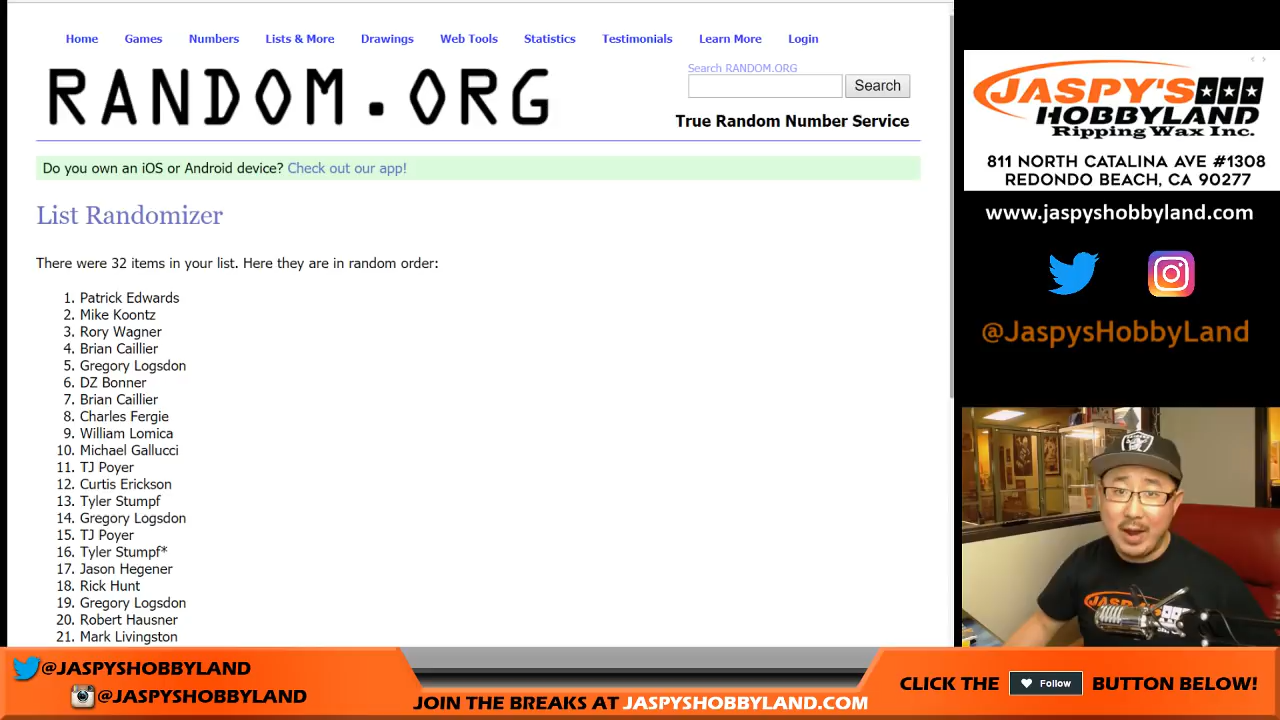 Home Games Numbers Lists & More Drawings Web Tools Statistics Testimonials Learn More Login
RANDOM.ORG
Search RANDOM.ORG
Search
True Random Number Service
Do you own an iOS or Android device? Check out our app!
List Randomizer
There were 32 items in your list. Here they are in random order:
1. Patrick Edwards
2. Mike Koontz
3. Rory Wagner
4. Brian Caillier
5. Gregory Logsdon
6. DZ Bonner
7. Brian Caillier
8. Charles Fergie
9. William Lomica
10. Michael Gallucci
11. TJ Poyer
12. Curtis Erickson
13. Tyler Stumpf
14. Gregory Logsdon
15. TJ Poyer
16. Tyler Stumpf*
17. Jason Hegener
18. Rick Hunt
19. Gregory Logsdon
20. Robert Hausner
21. Mark Livingston
JASPY'S
HOBBYLAND
Ripping Wax Inc.
811 NORTH CATALINA AVE #1308
REDONDO BEACH, CA 90277
www.jaspyshobbyland.com
@JaspysHobbyLand
@JASPYSHOBBYLAND
@JASPYSHOBBYLAND
JOIN THE BREAKS AT JASPYSHOBBYLAND.COM
CLICK THE Follow BUTTON BELOW!